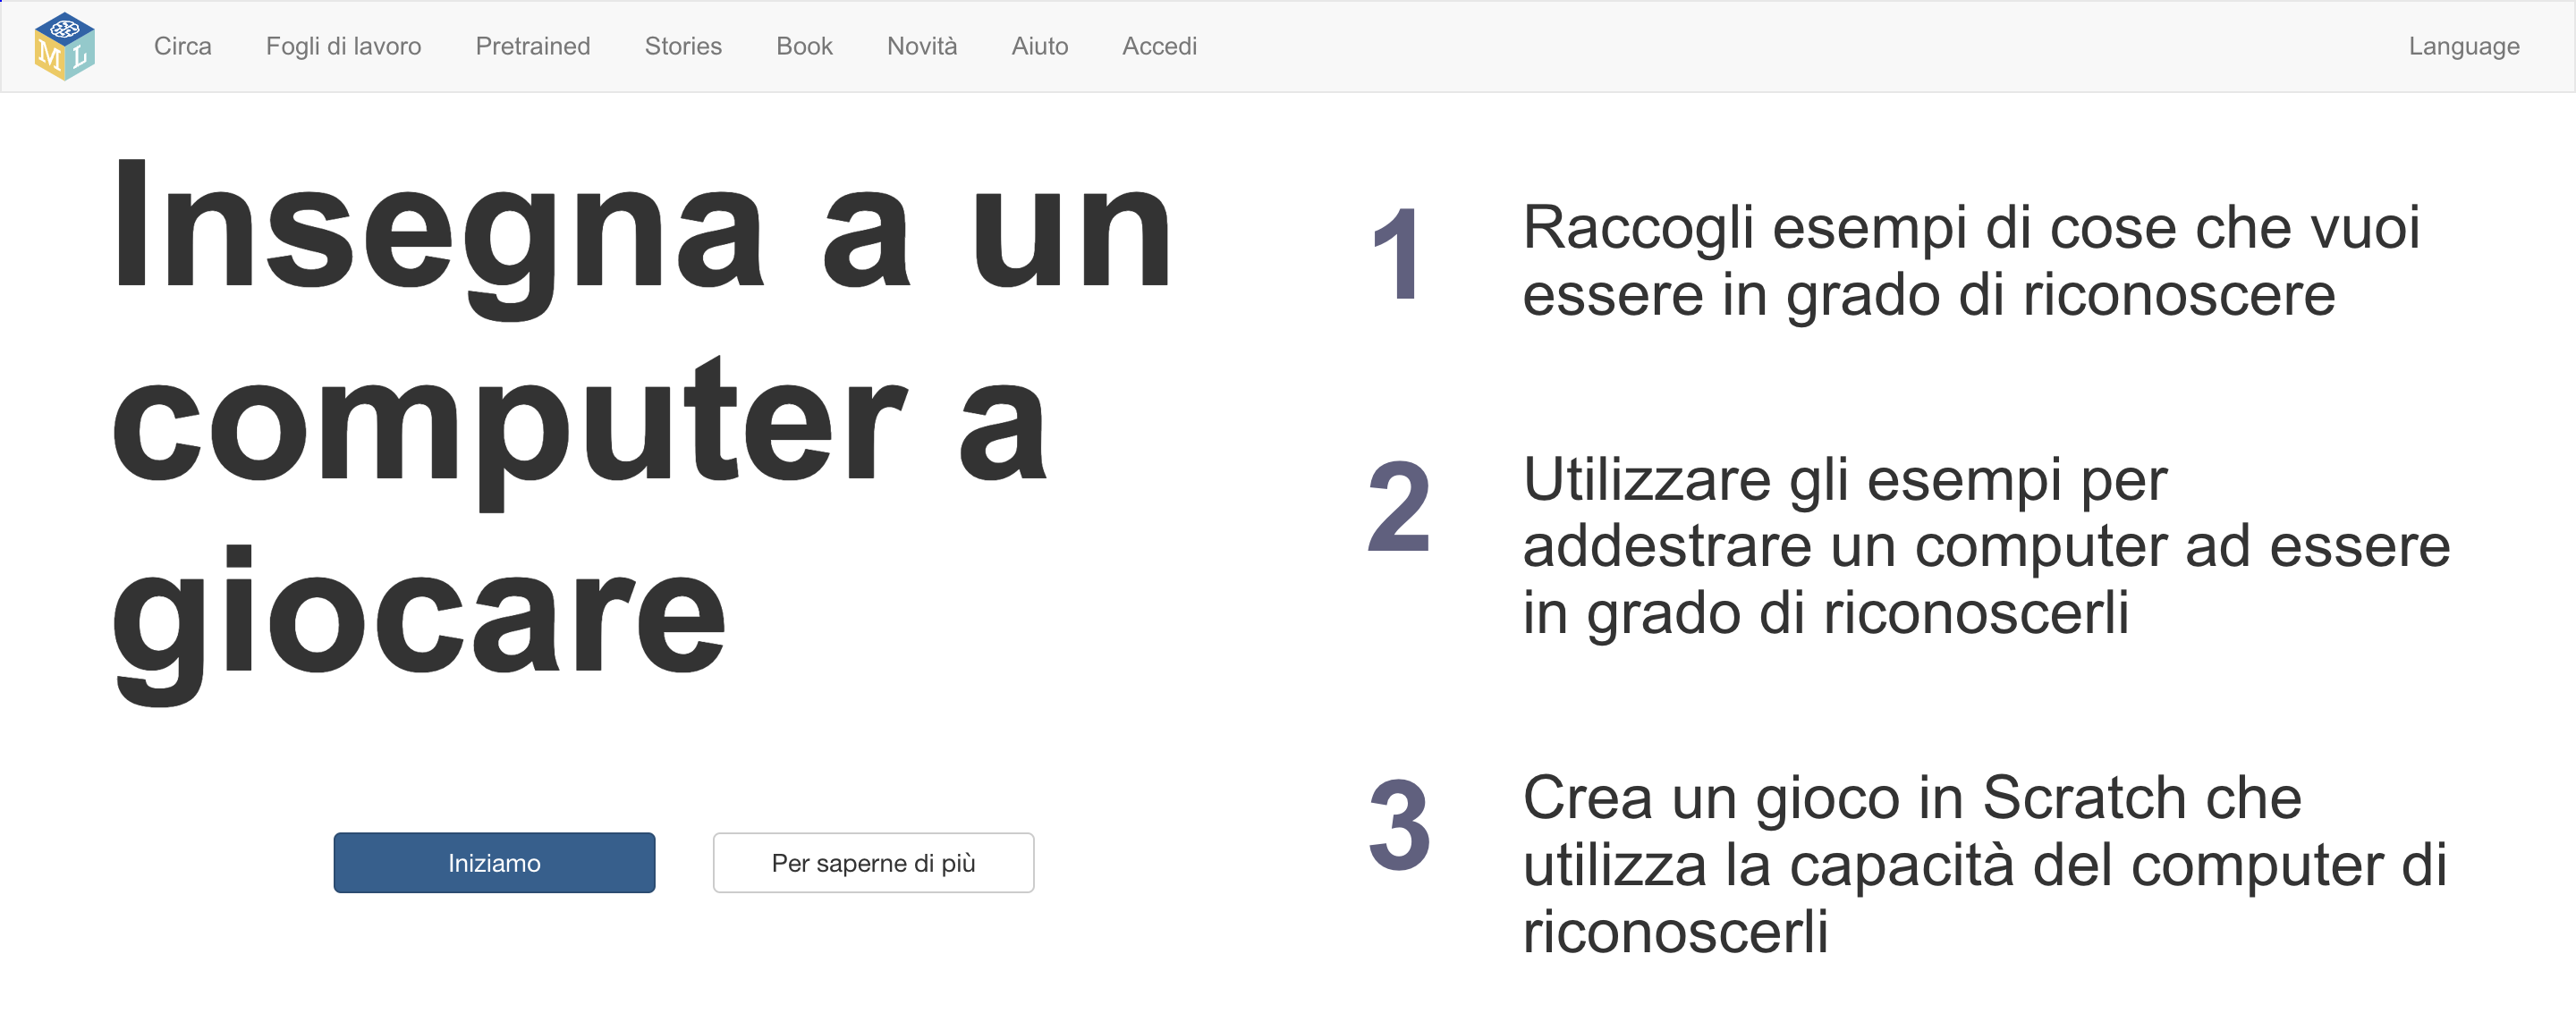 M L
Circa Fogli di lavoro Pretrained Stories Book Novità Aiuto Accedi Language
Insegna a un
computer a
giocare
Iniziamo Per saperne di più
1 Raccogli esempi di cose che vuoi
essere in grado di riconoscere
2 Utilizzare gli esempi per
addestrare un computer ad essere
in grado di riconoscerli
3 Crea un gioco in Scratch che
utilizza la capacità del computer di
riconoscerli